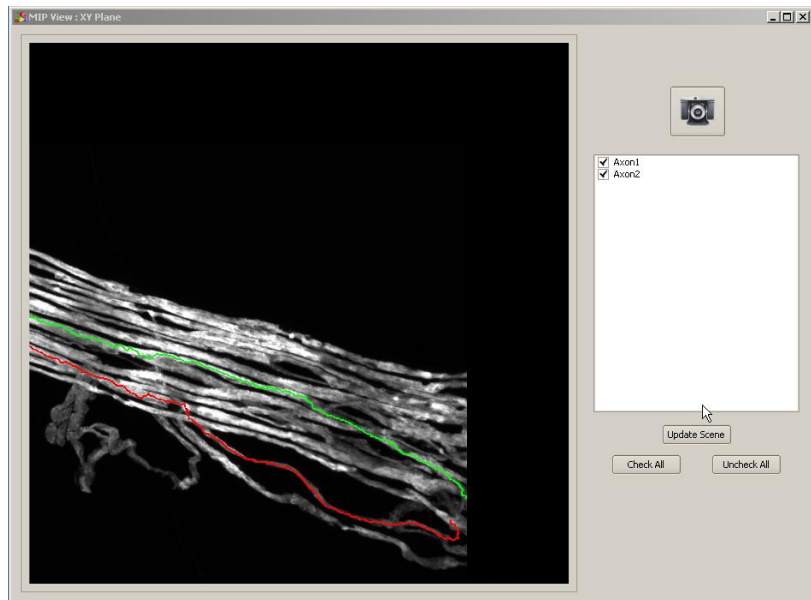 MIP View : XY Plane
Axon1
Axon2
Update Scene
Check All
Uncheck All